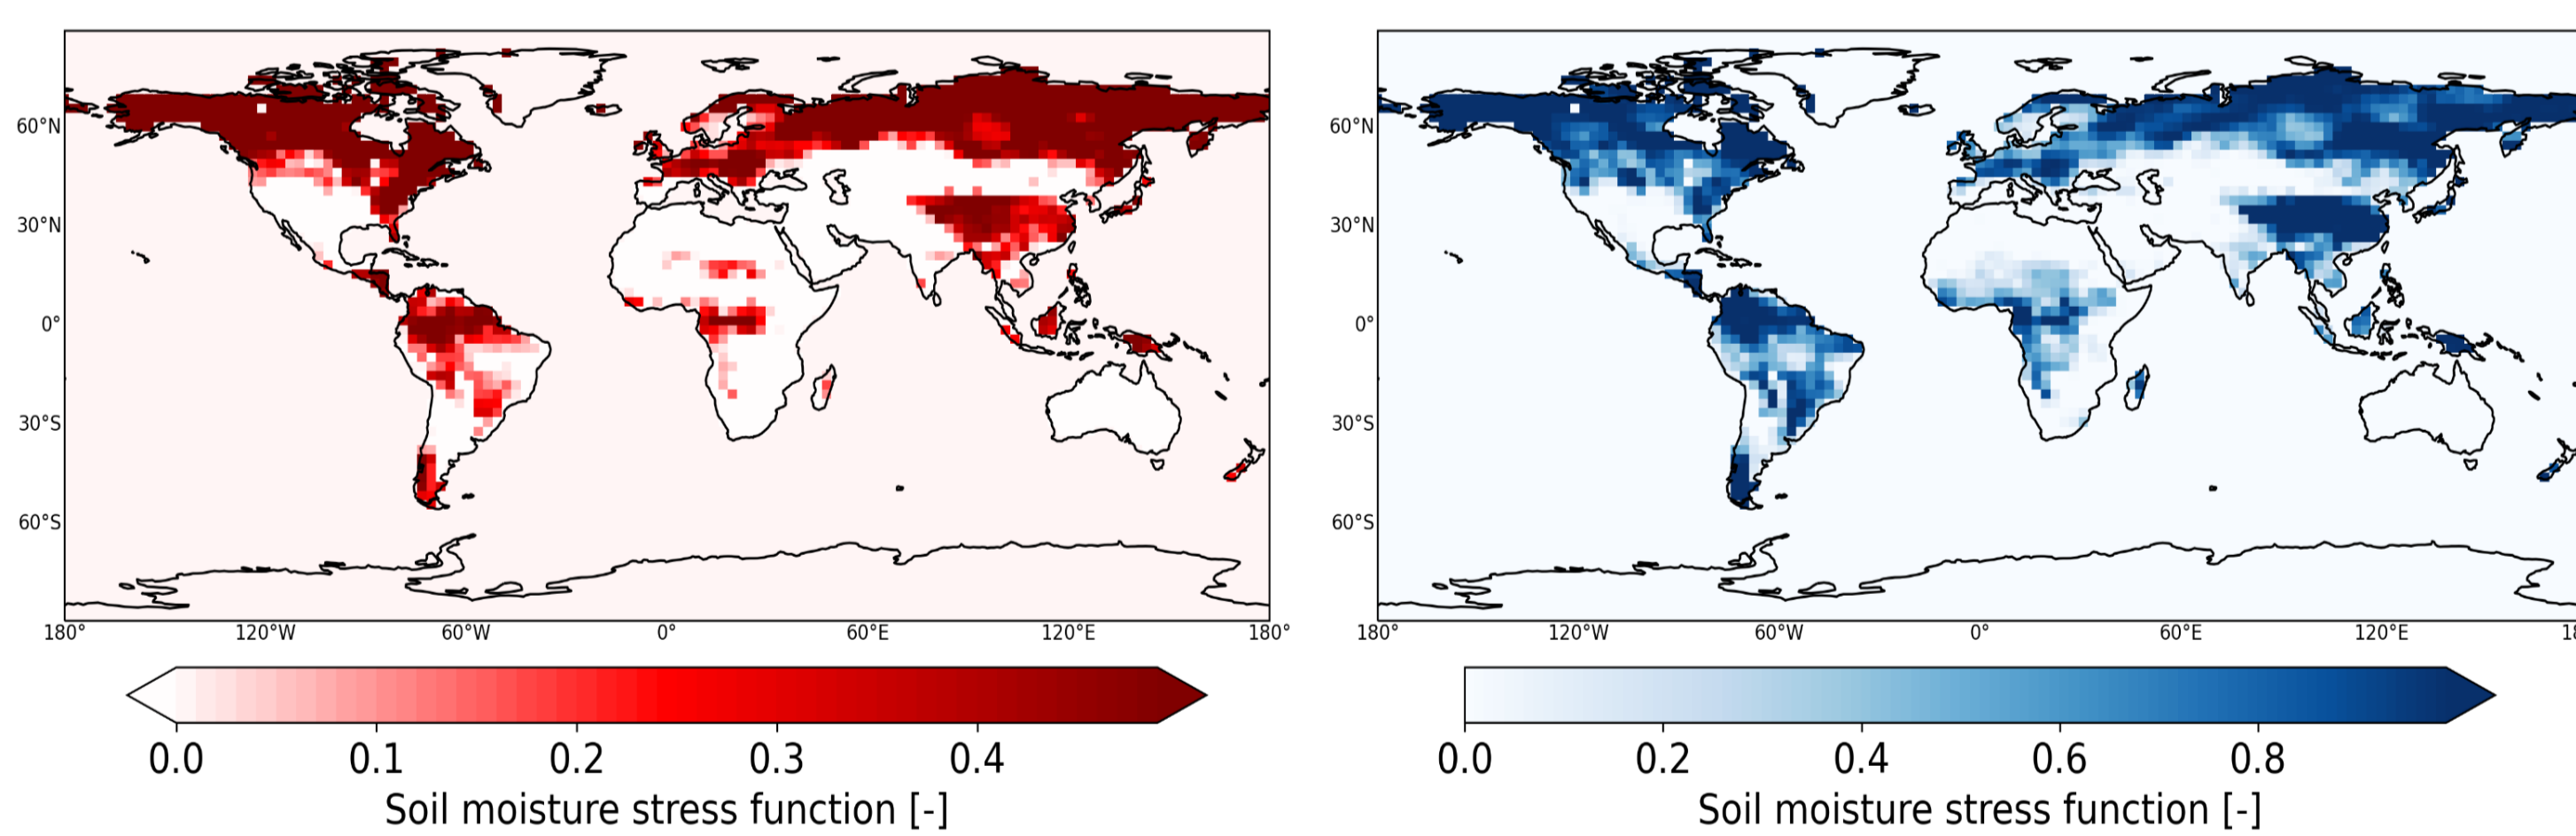 60°N
30°N
0°
30°S
60°S
180° 120°W 60°W 0° 60°E 120°E 180°
0.0 0.1 0.2 0.3 0.4
Soil moisture stress function [-]
60°N
30°N
0°
30°S
60°S
180° 120°W 60°W 0° 60°E 120°E
0.0 0.2 0.4 0.6 0.8
Soil moisture stress function [-]